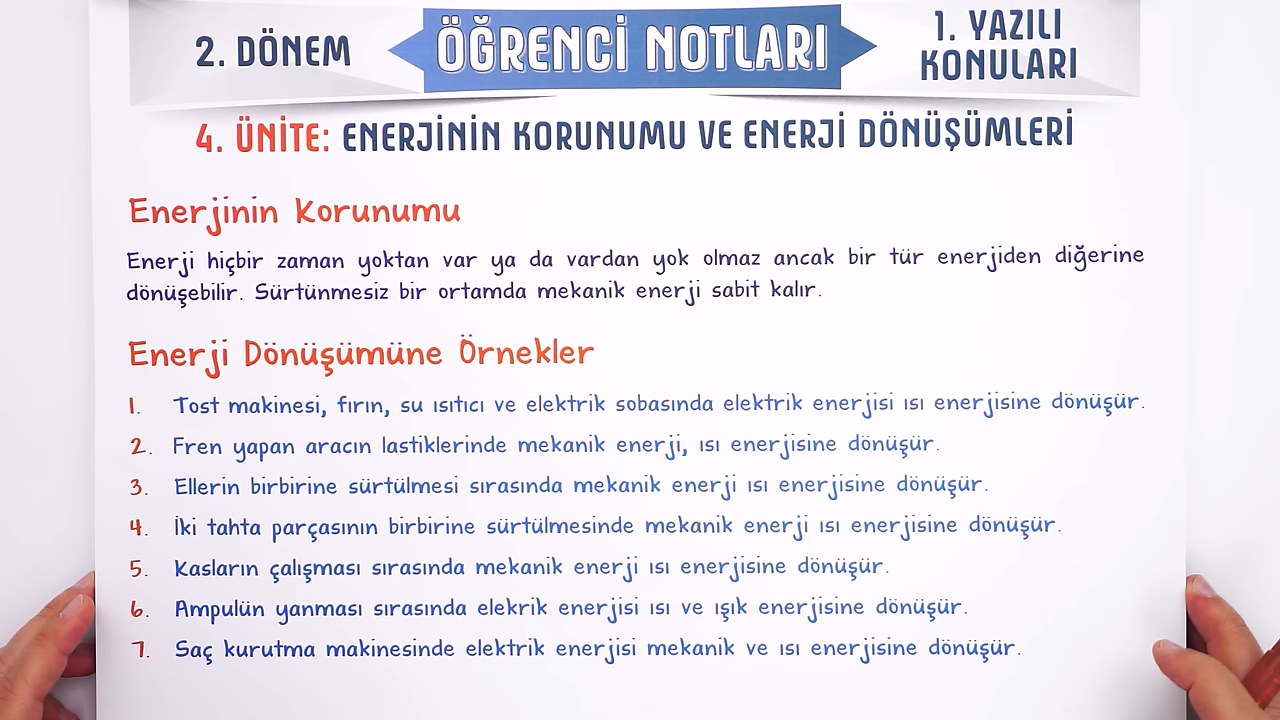 2. DÖNEM
ÖĞRENCİ NOTLARI
1. YAZILI
KONULARI
4. ÜNİTE: ENERJİNİN KORUNUMU VE ENERJİ DÖNÜŞÜMLERİ
Enerjinin Korunumu
Enerji hiçbir zaman yoktan var ya da vardan yok olmaz ancak bir tür enerjiden diğerine
dönüşebilir. Sürtünmesiz bir ortamda mekanik enerji sabit kalır.
Enerji Dönüşümüne Örnekler
1. Tost makinesi, fırın, su ısıtıcı ve elektrik sobasında elektrik enerjisi ısı enerjisine dönüşür.
2. Fren yapan aracın lastiklerinde mekanik enerji, ısı enerjisine dönüşür.
3. Ellerin birbirine sürtülmesi sırasında mekanik enerji ısı enerjisine dönüşür.
4. İki tahta parçasının birbirine sürtülmesinde mekanik enerji ısı enerjisine dönüşür.
5. Kasların çalışması sırasında mekanik enerji ısı enerjisine dönüşür.
6. Ampulün yanması sırasında elekrik enerjisi ısı ve ışık enerjisine dönüşür.
7. Saç kurutma makinesinde elektrik enerjisi mekanik ve ısı enerjisine dönüşür.